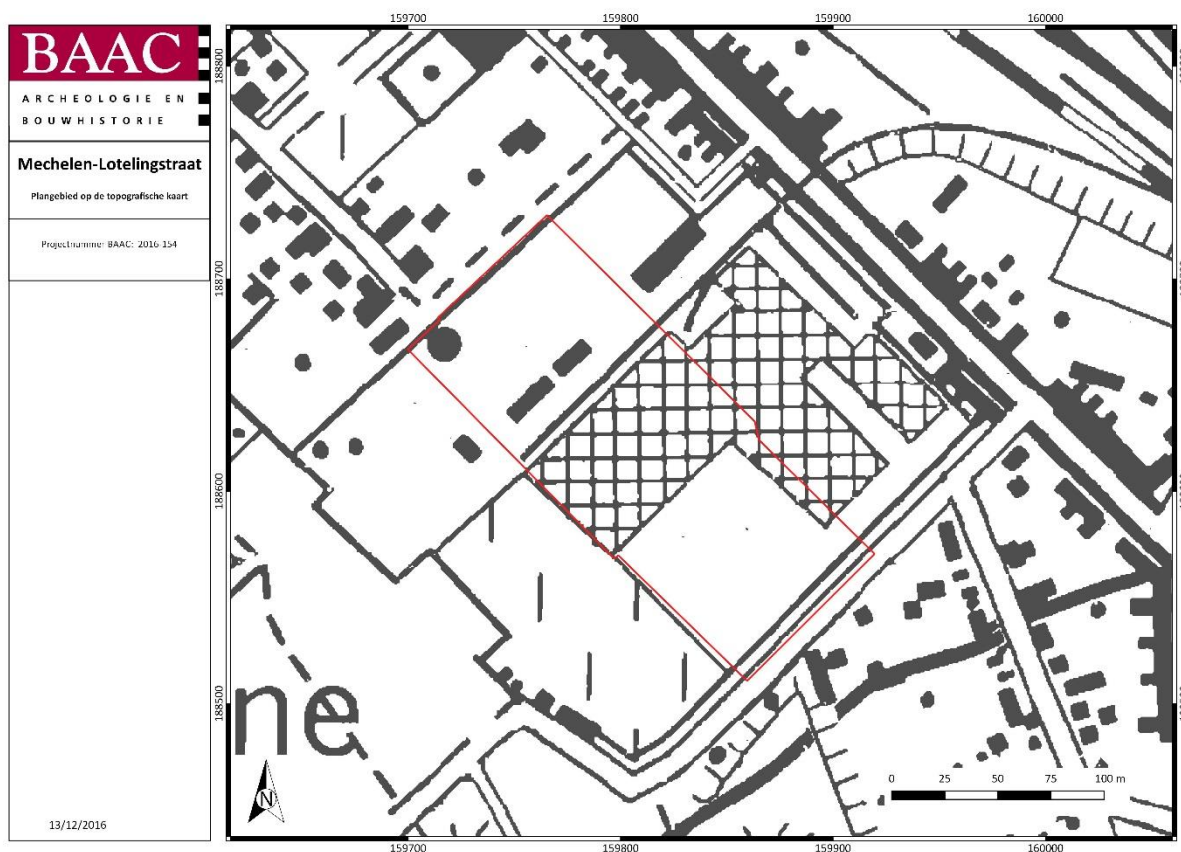 BAAC
ARCHEOLOGIE EN
BOUWHISTORIE
Mechelen-Lotelingstraat
Plangebied op de topografische kaart
Projectnummer BAAC: 2016-154
13/12/2016
159700 159800 159900 160000
188800
188700
188600
188500
ne
N
0 25 50 75 100 m
159700 159800 159900 160000